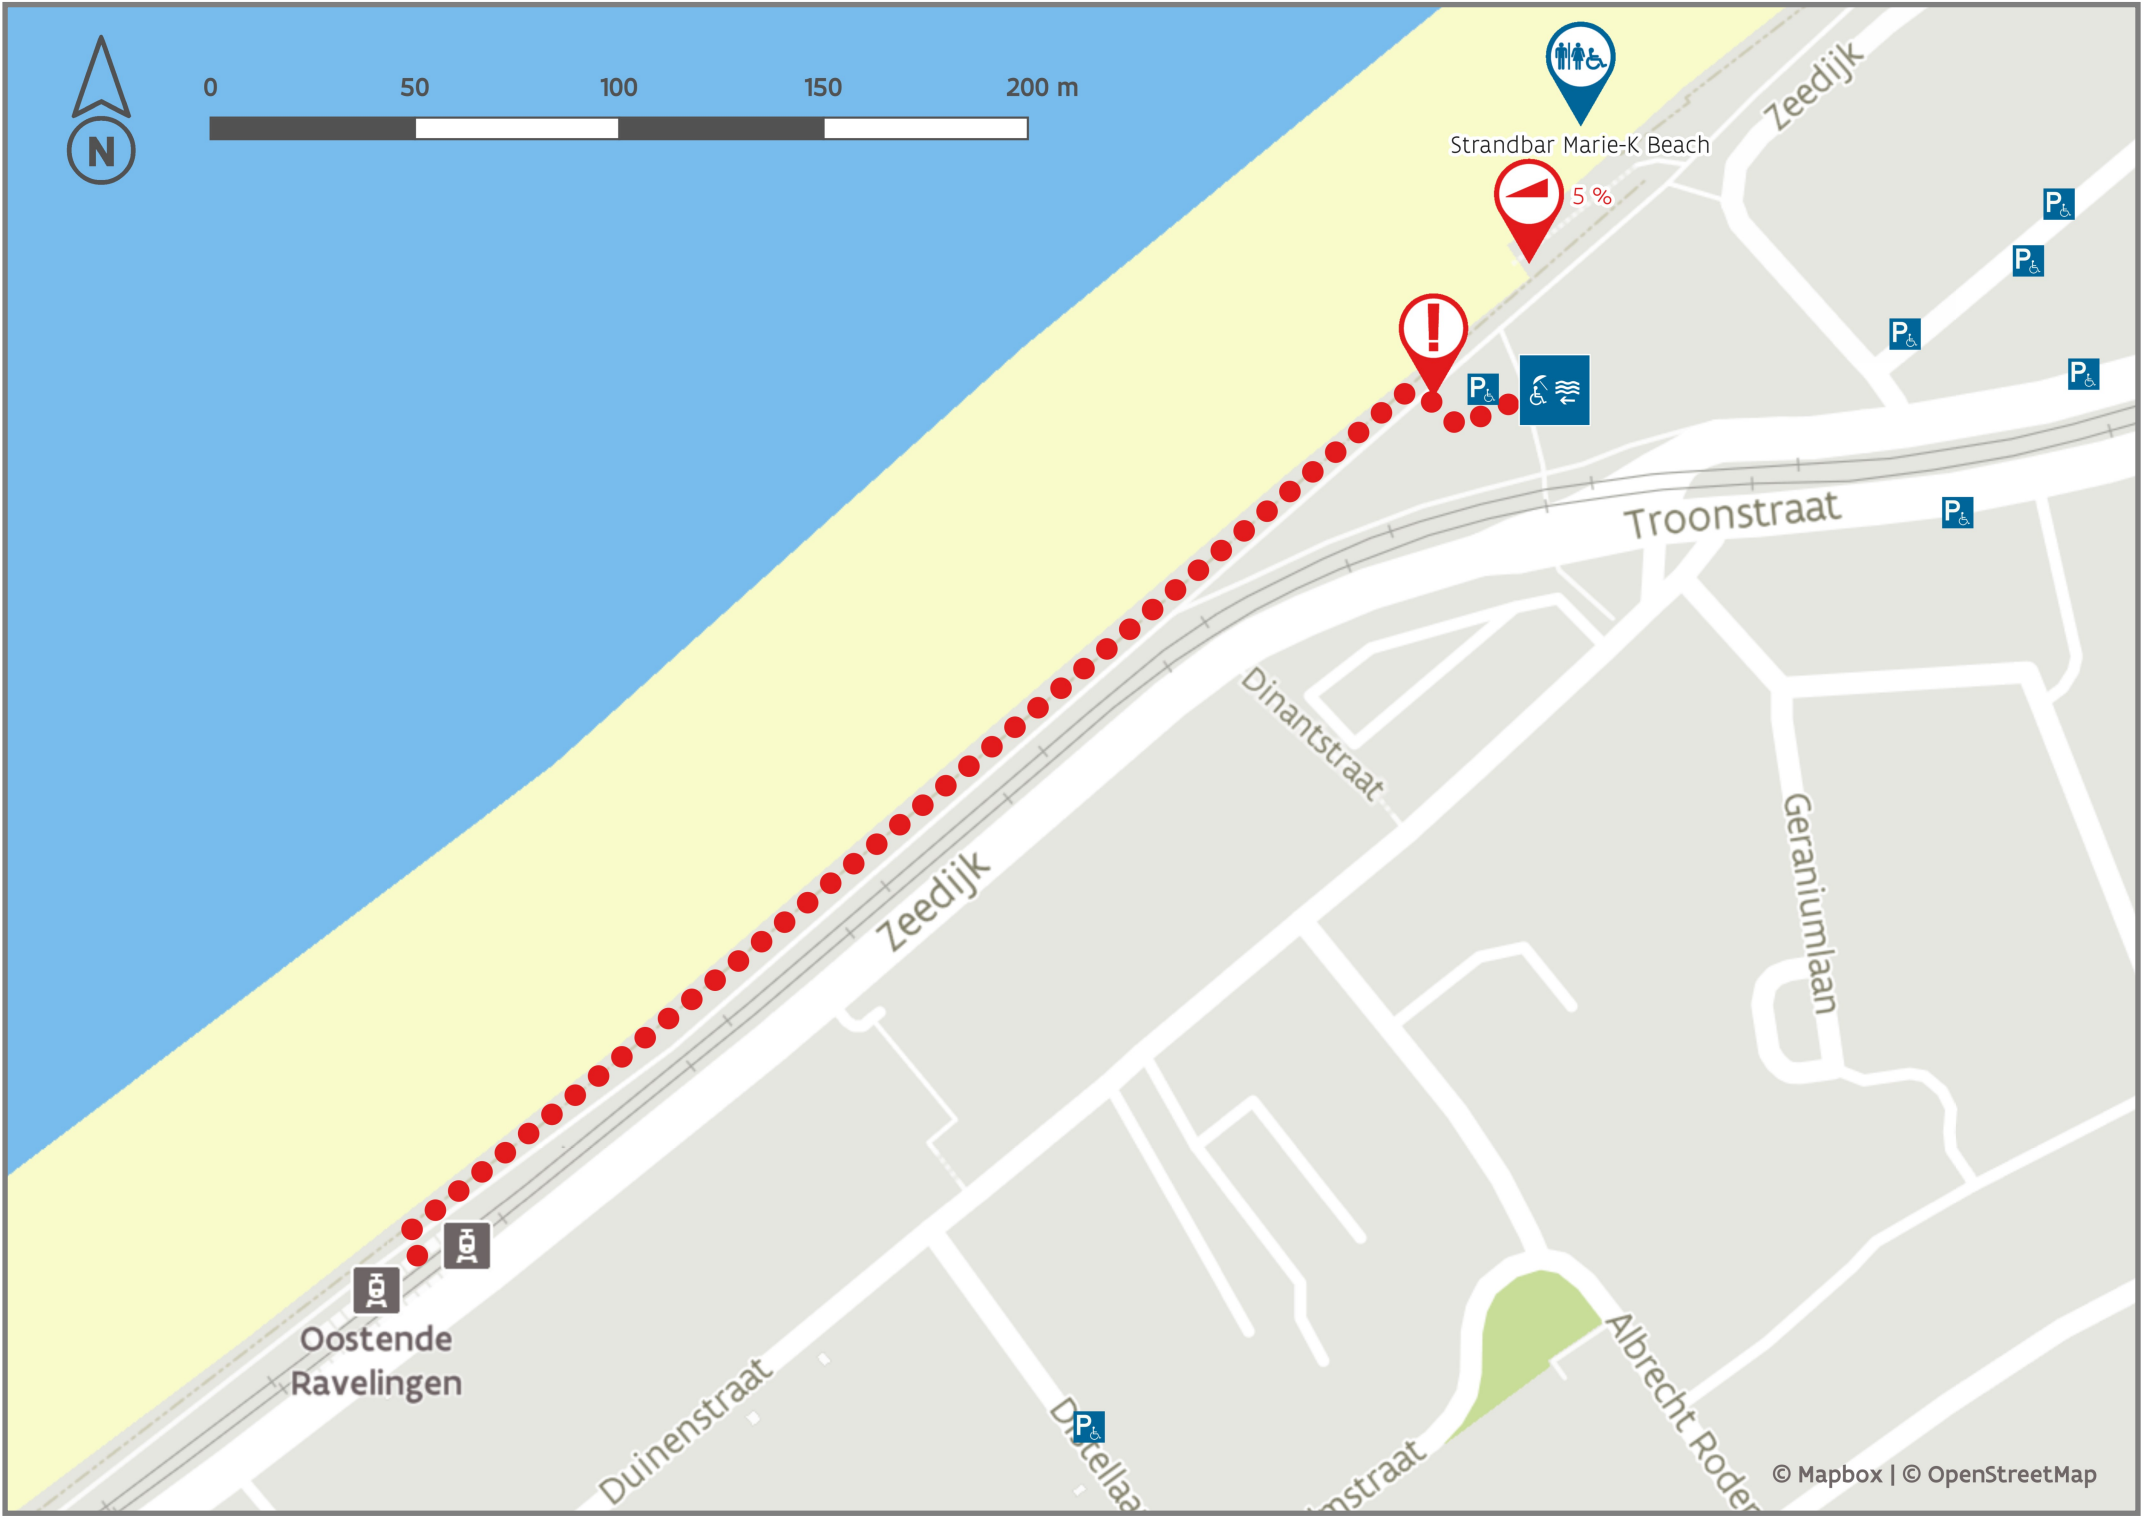 0 50 100 150 200 m
N
Zeedijk
Strandbar Marie-K Beach
5 %
P
P
P
P
!
P
Troonstraat
P
Dinantstraat
Geraniumlaan
Zeedijk
Oostende
Ravelingen
Duinenstraat
P
Albrecht Roden
© Mapbox | © OpenStreetMap